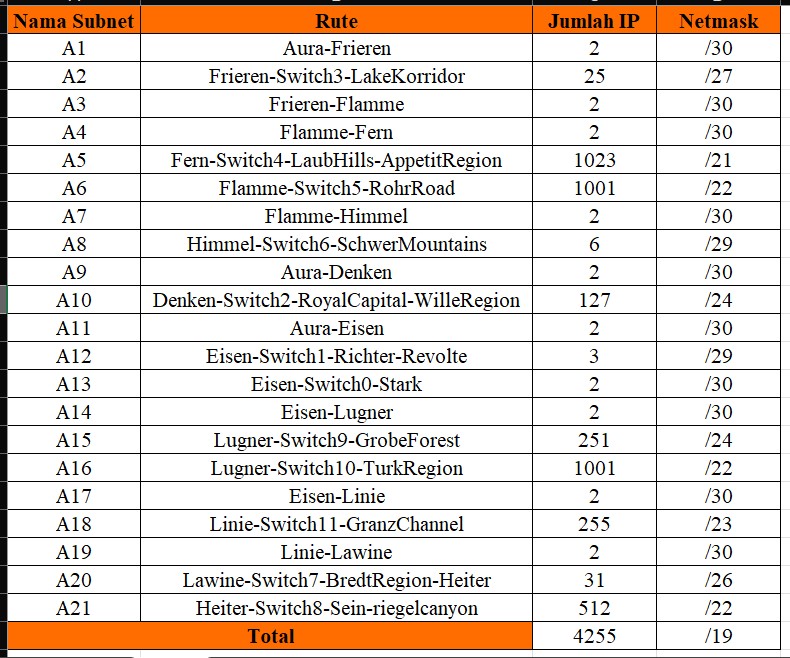 Nama Subnet Rute Jumlah IP Netmask
A1 Aura-Frieren 2 /30
A2 Frieren-Switch3-LakeKorridor 25 /27
A3 Frieren-Flamme 2 /30
A4 Flamme-Fern 2 /30
A5 Fern-Switch4-LaubHills-AppetitRegion 1023 /21
A6 Flamme-Switch5-RohrRoad 1001 /22
A7 Flamme-Himmel 2 /30
A8 Himmel-Switch6-SchwerMountains 6 /29
A9 Aura-Denken 2 /30
A10 Denken-Switch2-RoyalCapital-WilleRegion 127 /24
A11 Aura-Eisen 2 /30
A12 Eisen-Switch1-Richter-Revolte 3 /29
A13 Eisen-Switch0-Stark 2 /30
A14 Eisen-Lugner 2 /30
A15 Lugner-Switch9-GrobeForest 251 /24
A16 Lugner-Switch10-TurkRegion 1001 /22
A17 Eisen-Linie 2 /30
A18 Linie-Switch11-GranzChannel 255 /23
A19 Linie-Lawine 2 /30
A20 Lawine-Switch7-BredtRegion-Heiter 31 /26
A21 Heiter-Switch8-Sein-riegelcanyon 512 /22
Total 4255 /19